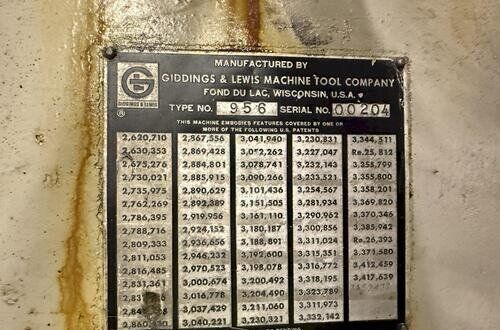 MANUFACTURED BY
GIDDINGS & LEWIS MACHINE TOOL COMPANY
FOND DU LAC, WISCONSIN, U.S.A.
GIDDINGS & LEWIS
®
TYPE NO. 956 SERIAL NO. 00204
THIS MACHINE EMBODIES FEATURES COVERED BY ONE OR
MORE OF THE FOLLOWING U.S. PATENTS
2,620,710 2,867,556 3,041,940 3,230,831 3,344,511
2,630,353 2,869,428 3,052,262 3,227,047 Re.25,812
2,675,276 2,884,801 3,078,741 3,232,143 3,255,799
2,730,021 2,885,915 3,090,266 3,233,521 3,355,800
2,735,975 2,890,629 3,101,436 3,254,567 3,358,201
2,762,269 2,892,389 3,151,505 3,281,934 3,369,820
2,786,395 2,919,956 3,161,110 3,290,962 3,370,346
2,788,716 2,924,152 3,180,187 3,300,856 3,385,942
2,809,333 2,936,656 3,188,891 3,311,024 Re.26,393
2,811,053 2,946,232 3,192,600 3,315,367 3,371,580
2,816,485 2,970,523 3,198,078 3,316,772 3,412,459
2,831,361 3,000,674 3,200,492 3,318,195 3,417,639
3,016,778 3,204,490 3,323,789
3,037,429 3,211,060 3,311,973
2,860,430 3,040,221 3,230,321 3,332,142